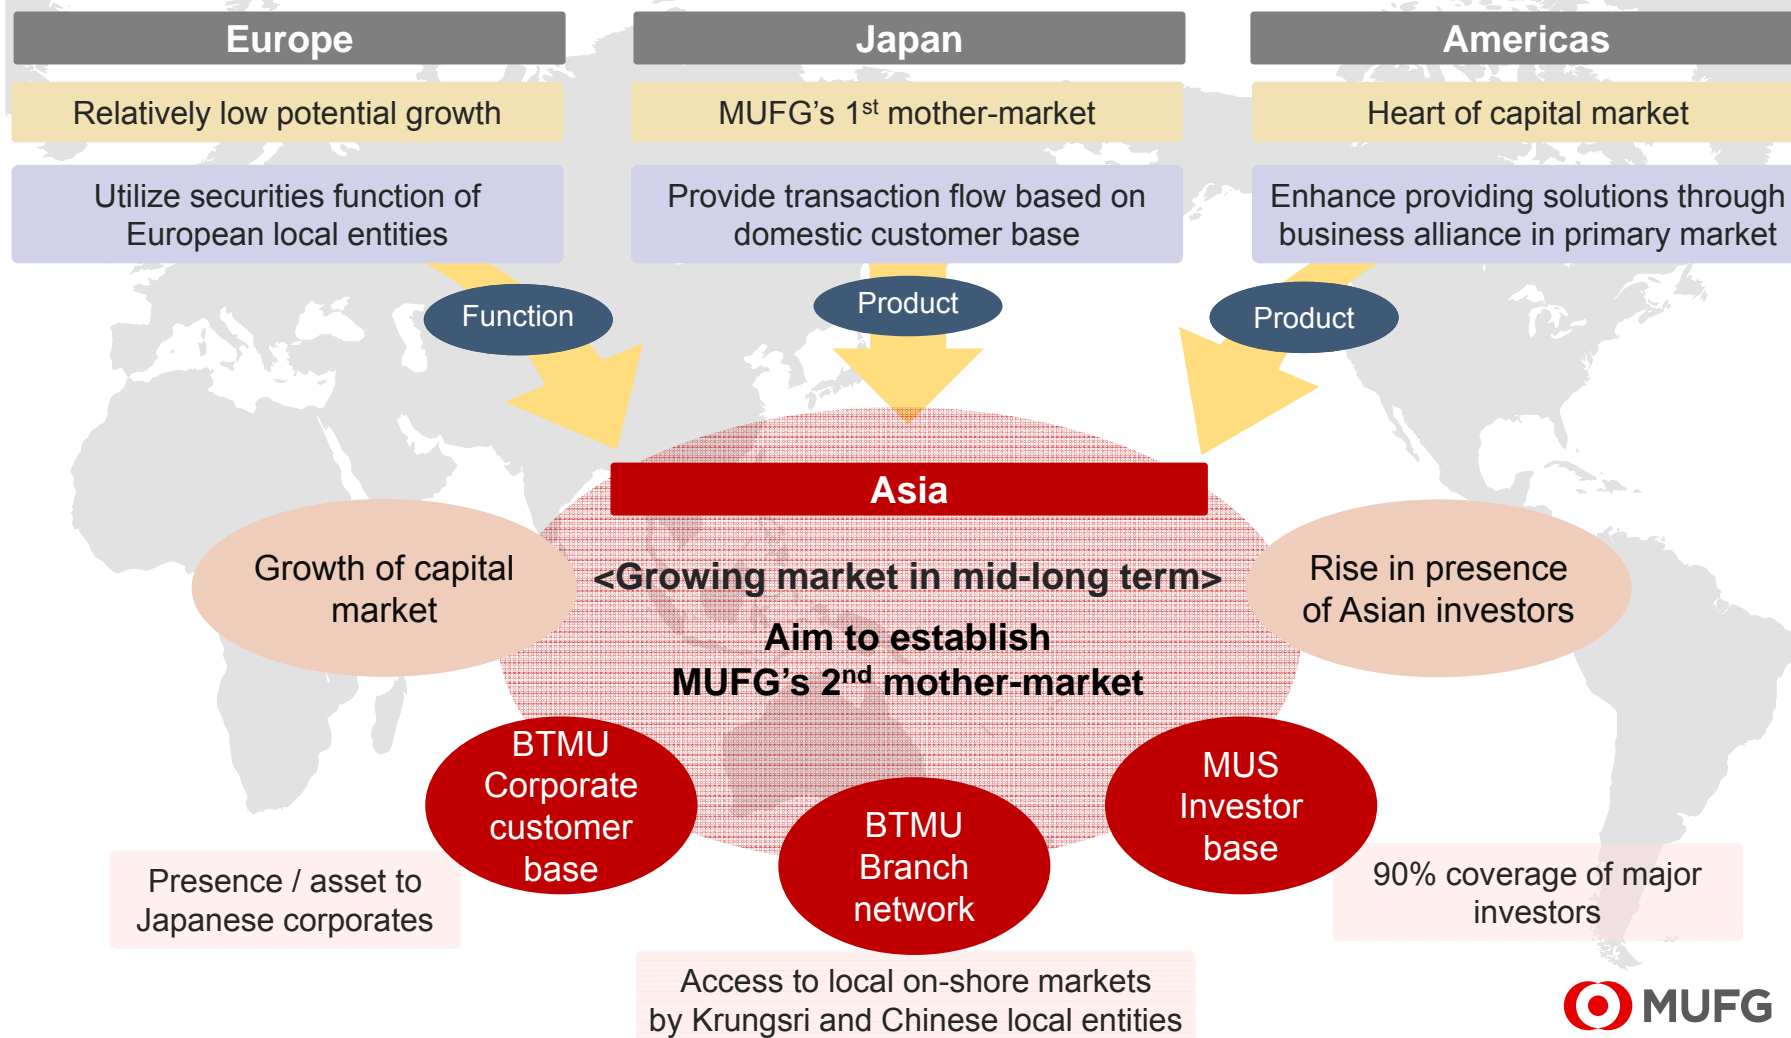 Europe
Japan
Americas
Relatively low potential growth
MUFG's 1st mother-market
Heart of capital market
Utilize securities function of
European local entities
Provide transaction flow based on
domestic customer base
Enhance providing solutions through
business alliance in primary market
Function
Product
Product
Asia
Growth of capital
market
<Growing market in mid-long term>
Aim to establish
MUFG's 2nd mother-market
Rise in presence
of Asian investors
BTMU
Corporate
customer
base
BTMU
Branch
network
MUS
Investor
base
Presence / asset to
Japanese corporates
90% coverage of major
investors
Access to local on-shore markets
by Krungsri and Chinese local entities
MUFG